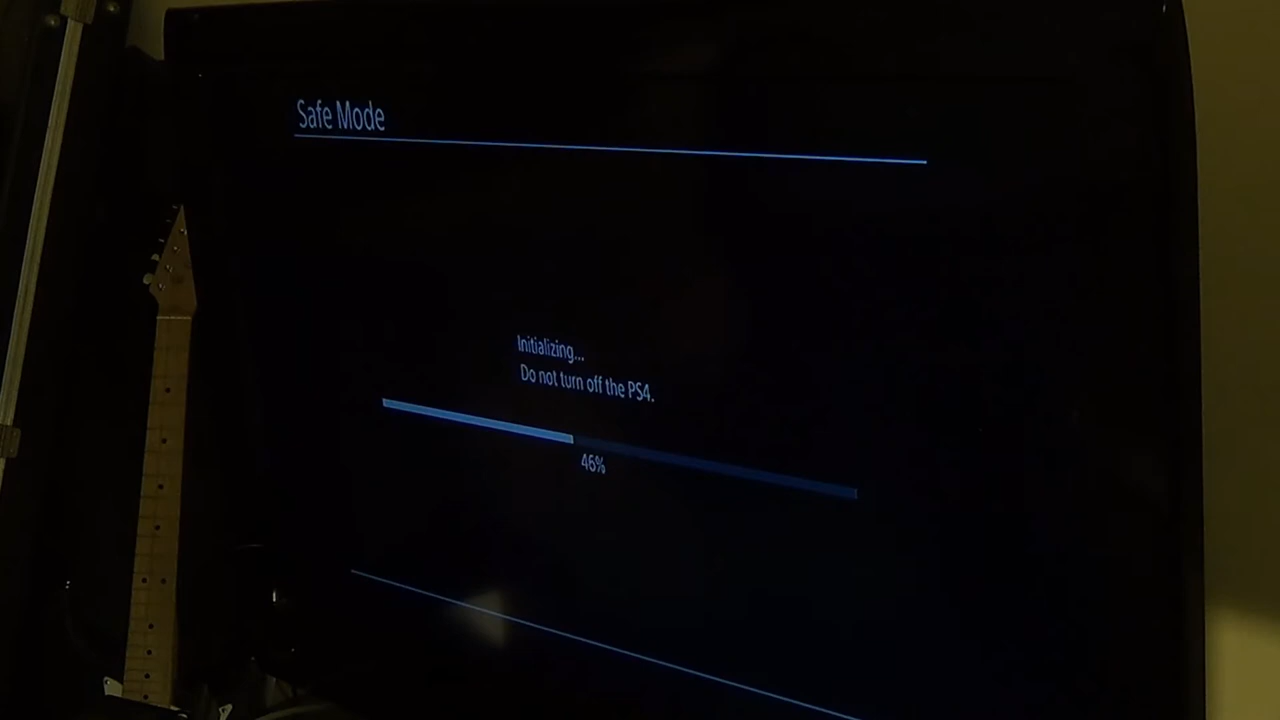 Safe Mode
Initializing...
Do not turn off the PS4.
46%